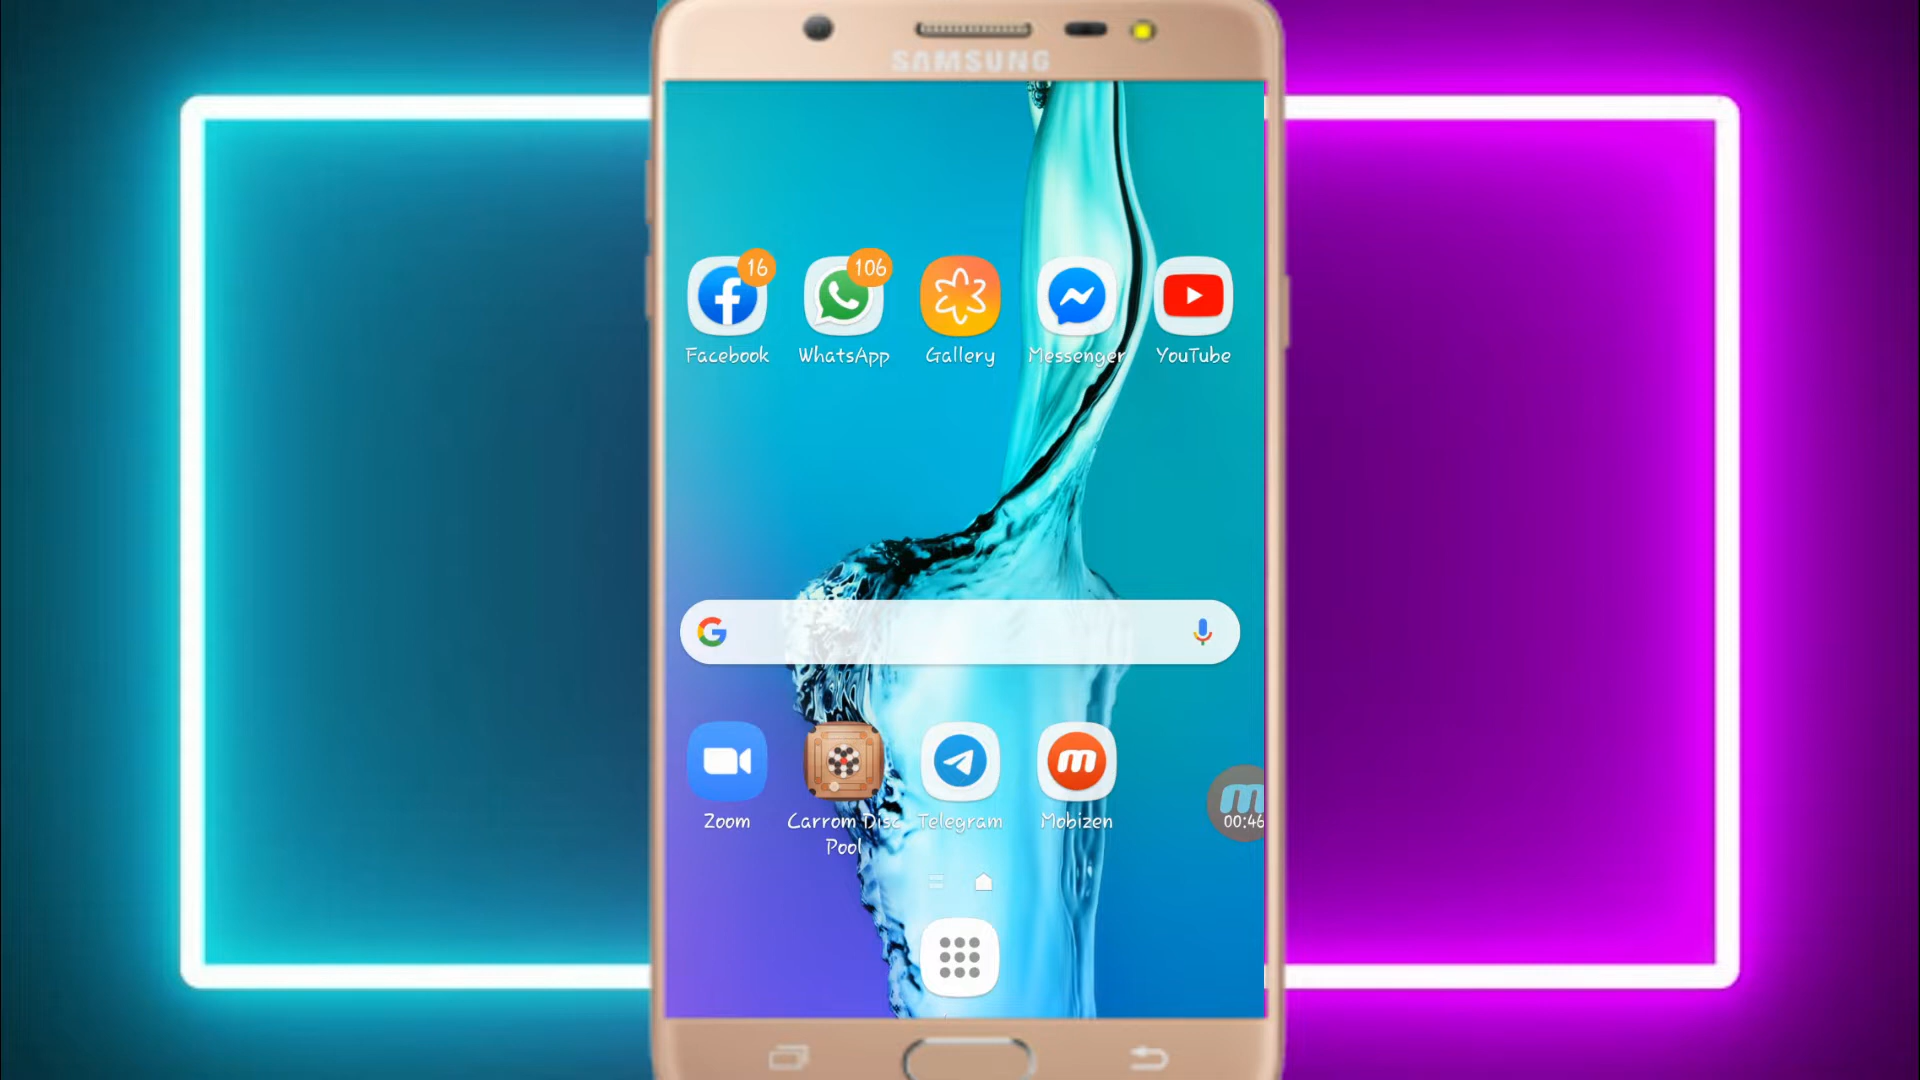 SAMSUNG
16
106
Facebook
WhatsApp
Gallery
Messenger
YouTube
Zoom
Carrom Disc
Pool
Telegram
Mobizen
00:46